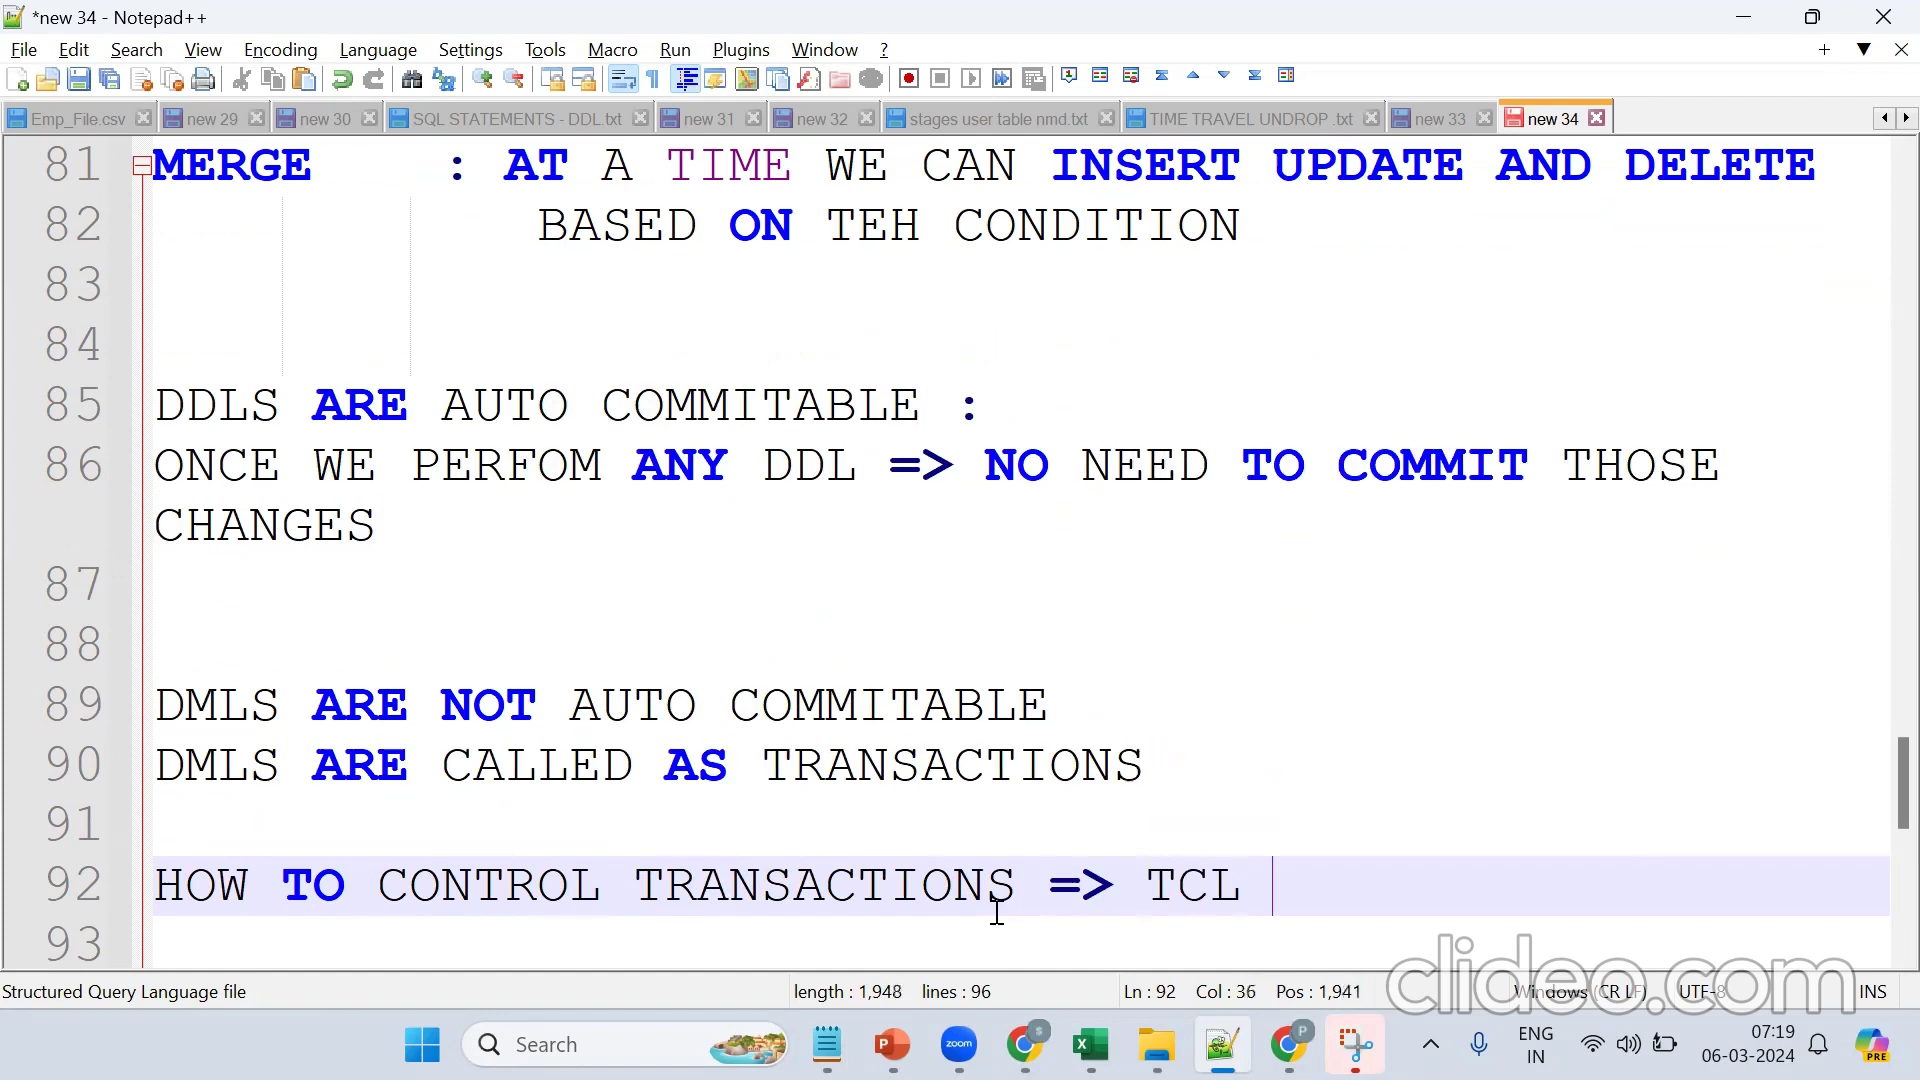 *new 34 - Notepad++
File Edit Search View Encoding Language Settings Tools Macro Run Plugins Window ?
Emp_File.csv new 29 new 30 SQL STATEMENTS - DDL.txt new 31 new 32 stages user table nmd.txt TIME TRAVEL UNDROP .txt new 33 new 34
81 MERGE : AT A TIME WE CAN INSERT UPDATE AND DELETE
82 BASED ON TEH CONDITION
83
84
85 DDLS ARE AUTO COMMITABLE :
86 ONCE WE PERFOM ANY DDL => NO NEED TO COMMIT THOSE
CHANGES
87
88
89 DMLS ARE NOT AUTO COMMITABLE
90 DMLS ARE CALLED AS TRANSACTIONS
91
92 HOW TO CONTROL TRANSACTIONS => TCL
93
clideo.com
Structured Query Language file length : 1,948 lines : 96 Ln : 92 Col : 36 Pos : 1,941 Windows (CR LF) UTF-8 INS
Search zoom ENG 07:19
IN 06-03-2024 PRE